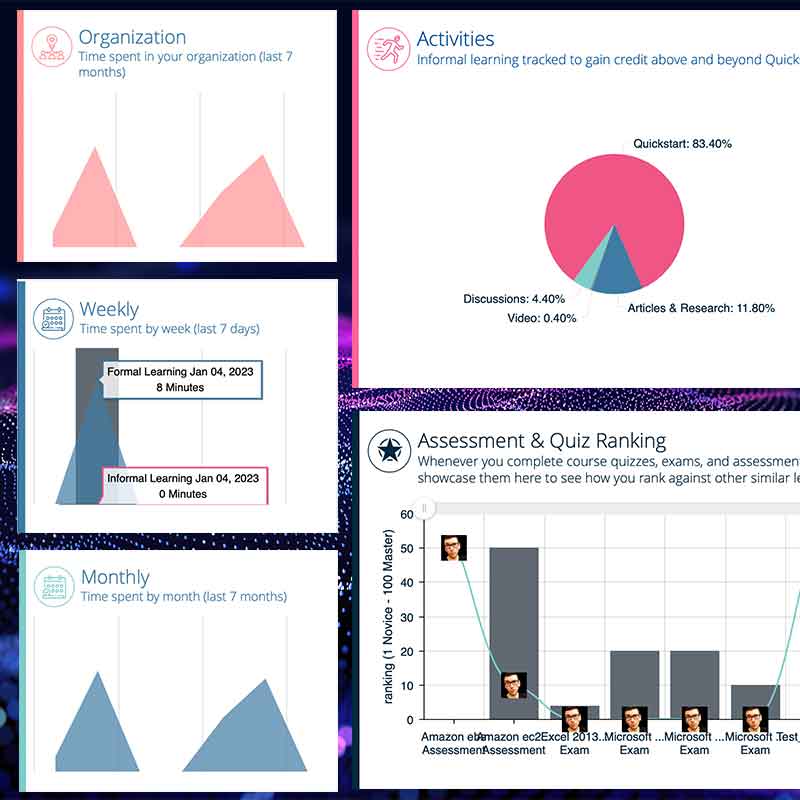 Organization
Time spent in your organization (last 7
months)
Activities
Informal learning tracked to gain credit above and beyond Quicks
Quickstart: 83.40%
Discussions: 4.40%
Video: 0.40%
Articles & Research: 11.80%
Weekly
Time spent by week (last 7 days)
Formal Learning Jan 04, 2023
8 Minutes
Informal Learning Jan 04, 2023
0 Minutes
Monthly
Time spent by month (last 7 months)
Assessment & Quiz Ranking
Whenever you complete course quizzes, exams, and assessment
showcase them here to see how you rank against other similar le
ranking (1 Novice - 100 Master)
60
50
40
30
20
10
0
Amazon
Assessment
Amazon ec2
Assessment
Excel 2013...
Exam
Microsoft ...
Exam
Microsoft ...
Exam
Microsoft ...
Exam
Test